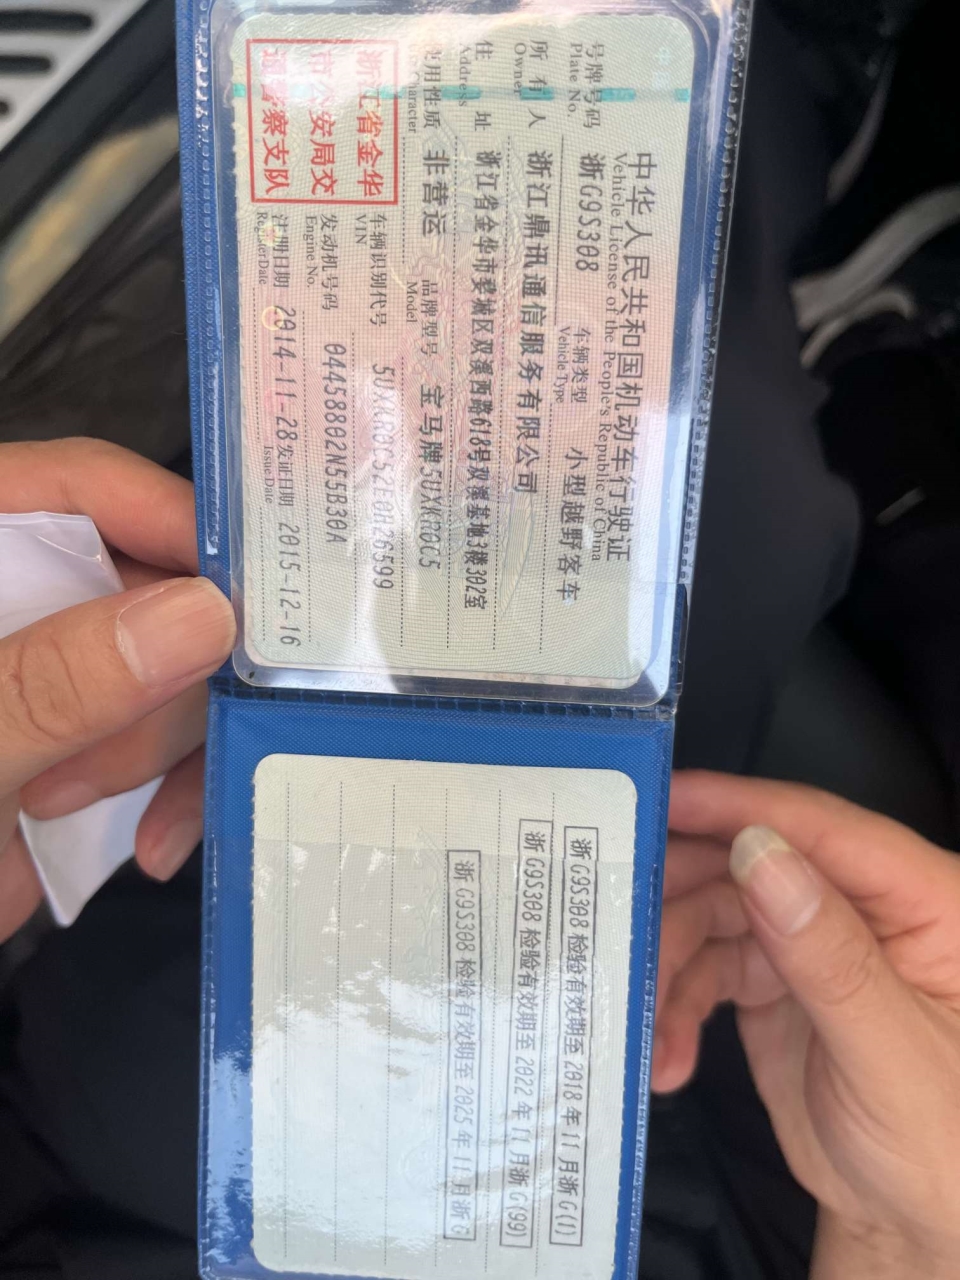 中华人民共和国机动车行驶证
Vehicle License of the People's Republic of China
号牌号码 浙G9S308 车辆类型 小型越野客车
Plate No. Vehicle Type
所有人 浙江鼎讯通信服务有限公司
Owner
住址 浙江省金华市婺城区双溪西路618号双溪基地3楼302室
Address
使用性质 非营运 品牌型号 宝马牌5UXKR0C5
Use Character Model
浙江省金华
市公安局交
通警察支队
车辆识别代号 5UXKR0C52E0H26599
VIN
发动机号码 04458802N55B30A
Engine No.
注册日期 2014-11-28 发证日期 2015-12-16
Register Date Issue Date
浙G9S308 检验有效期至 2018年11月浙G(1)
浙G9S308 检验有效期至 2022年11月浙G(99)
浙G9S308 检验有效期至 2025年11月浙G